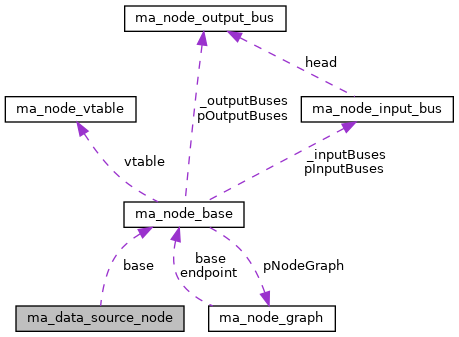 ma_node_output_bus
head
_outputBuses
pOutputBuses
ma_node_vtable
ma_node_input_bus
vtable
_inputBuses
pInputBuses
ma_node_base
base
base
endpoint
pNodeGraph
ma_data_source_node
ma_node_graph